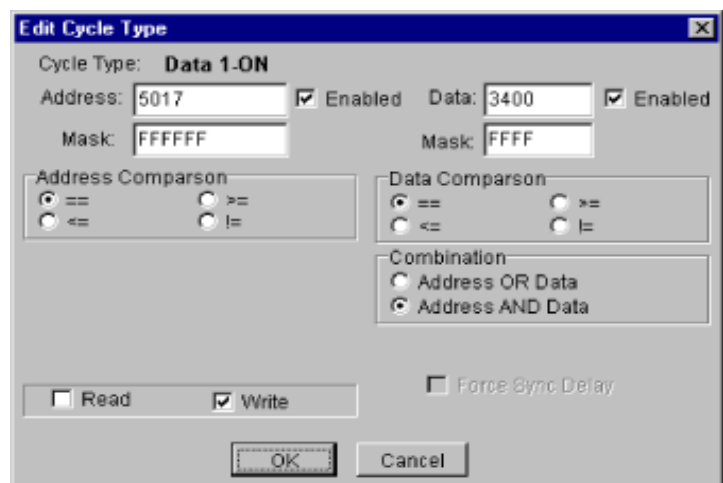 Edit Cycle Type
Cycle Type: Data 1-ON
Address: 5017 Enabled Data: 3400 Enabled
Mask: FFFFFF Mask: FFFF
Address Comparson Data Comparson
== >= == >=
<= != <= !=
Combination
Address OR Data
Address AND Data
Force Sync Delay
Read Write
OK Cancel